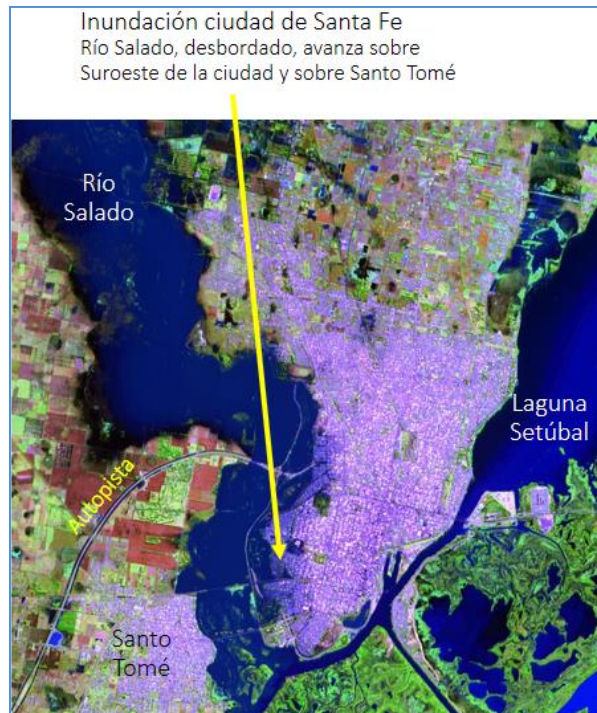 Inundación ciudad de Santa Fe
Río Salado, desbordado, avanza sobre
Suroeste de la ciudad y sobre Santo Tomé
Río
Salado
Laguna
Setúbal
Autopista
Santo
Tomé